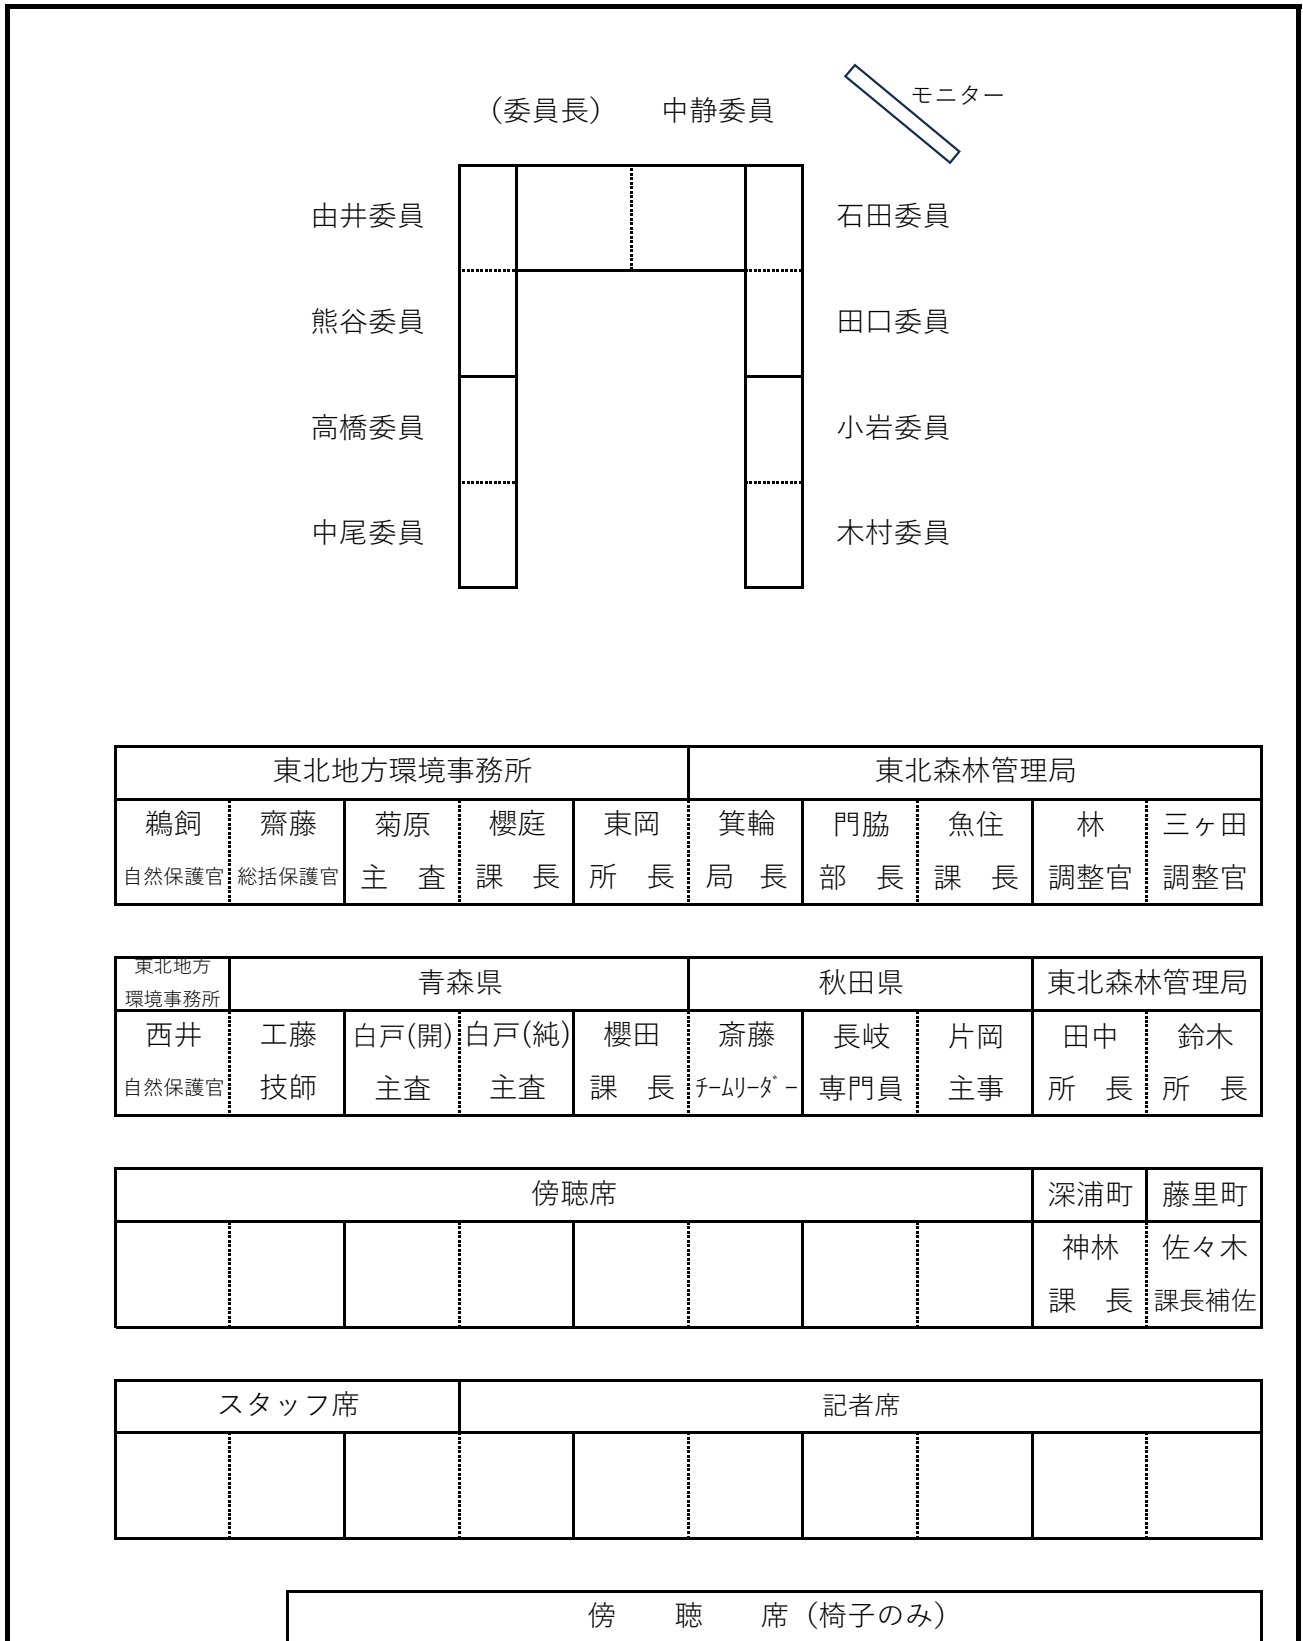 （委員長） 中静委員
モニター
由井委員 石田委員
熊谷委員 田口委員
高橋委員 小岩委員
中尾委員 木村委員
東北地方環境事務所 東北森林管理局
鵜飼 齋藤 菊原 櫻庭 東岡 箕輪 門脇 魚住 林 三ヶ田
自然保護官 総括保護官 主　査 課　長 所　長 局　長 部　長 課　長 調整官 調整官
東北地方
環境事務所 青森県 秋田県 東北森林管理局
西井 工藤 白戸(開) 白戸(純) 櫻田 斎藤 長岐 片岡 田中 鈴木
自然保護官 技師 主査 主査 課　長 ﾁｰﾑﾘｰﾀﾞｰ 専門員 主事 所　長 所　長
傍聴席 深浦町 藤里町
神林 佐々木
課　長 課長補佐
スタッフ席 記者席
傍　聴　席（椅子のみ）